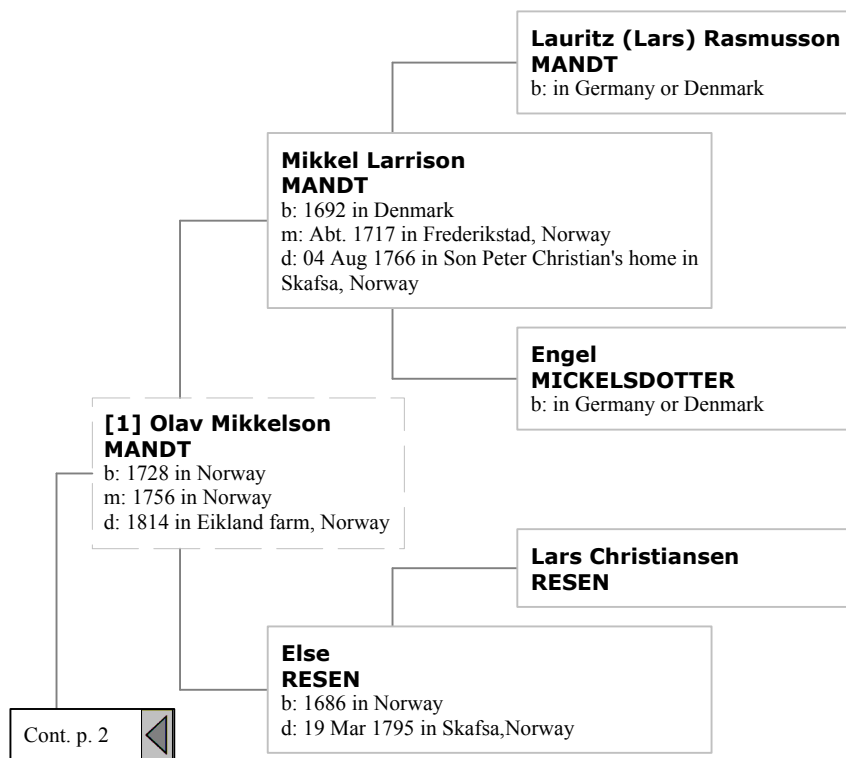 Lauritz (Lars) Rasmusson
MANDT
b: in Germany or Denmark
Mikkel Larrison
MANDT
b: 1692 in Denmark
m: Abt. 1717 in Frederikstad, Norway
d: 04 Aug 1766 in Son Peter Christian's home in
Skafsa, Norway
Engel
MICKELSDOTTER
b: in Germany or Denmark
[1] Olav Mikkelson
MANDT
b: 1728 in Norway
m: 1756 in Norway
d: 1814 in Eikland farm, Norway
Lars Christiansen
RESEN
Else
RESEN
b: 1686 in Norway
d: 19 Mar 1795 in Skafsa,Norway
Cont. p. 2